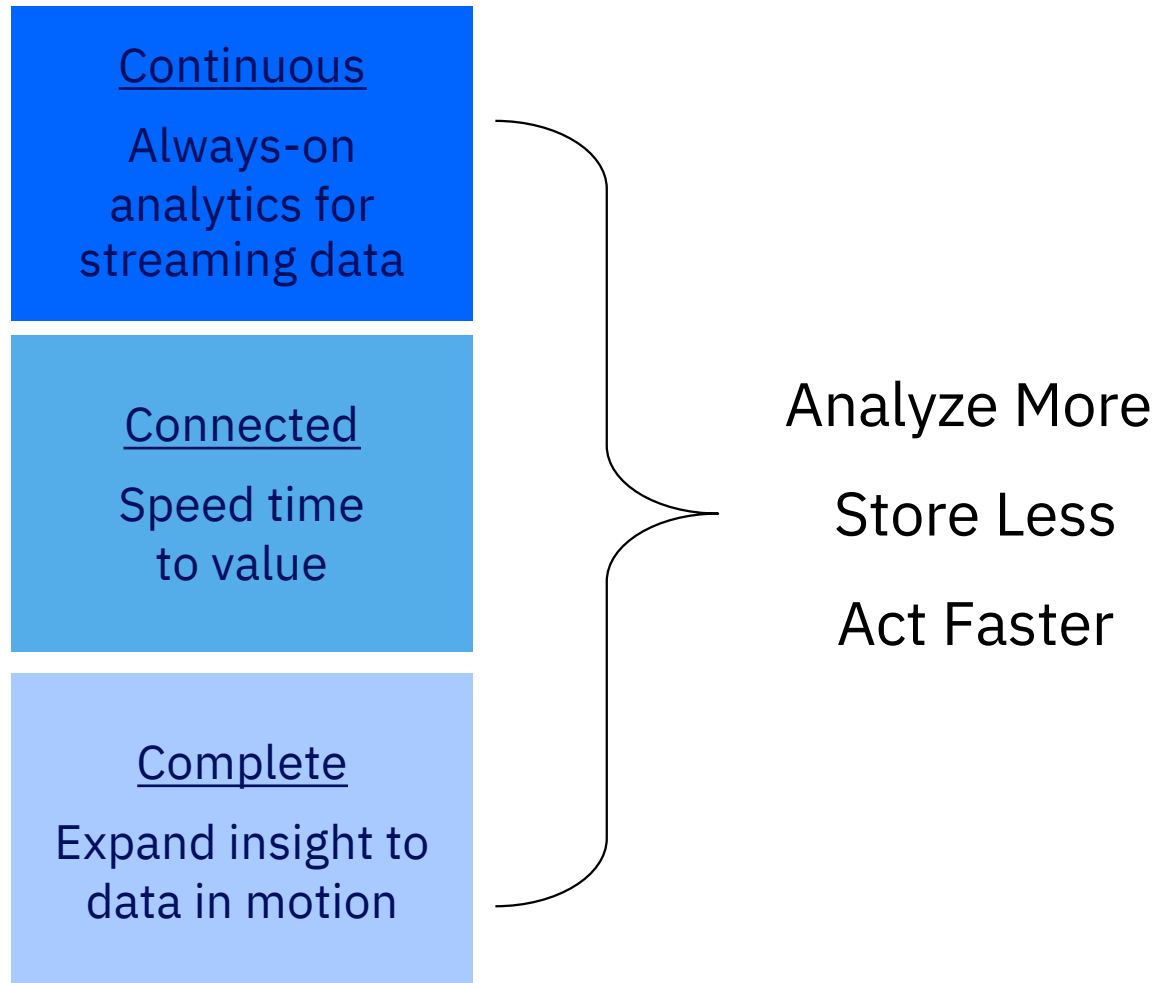 Continuous
Always-on
analytics for
streaming data
Connected
Speed time
to value
Complete
Expand insight to
data in motion
Analyze More
Store Less
Act Faster